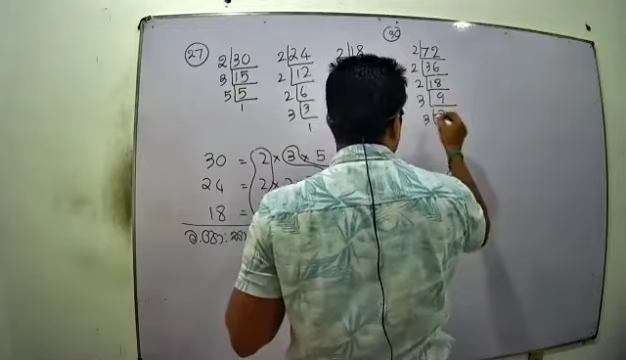 27 2 30 2 24 2 18 30 2 72
3 15 2 12 2 36
5 5 2 6 2 18
1 3 3 3 9
1 3
30 = 2 × 3 × 5
24 = 2 ×
18 =